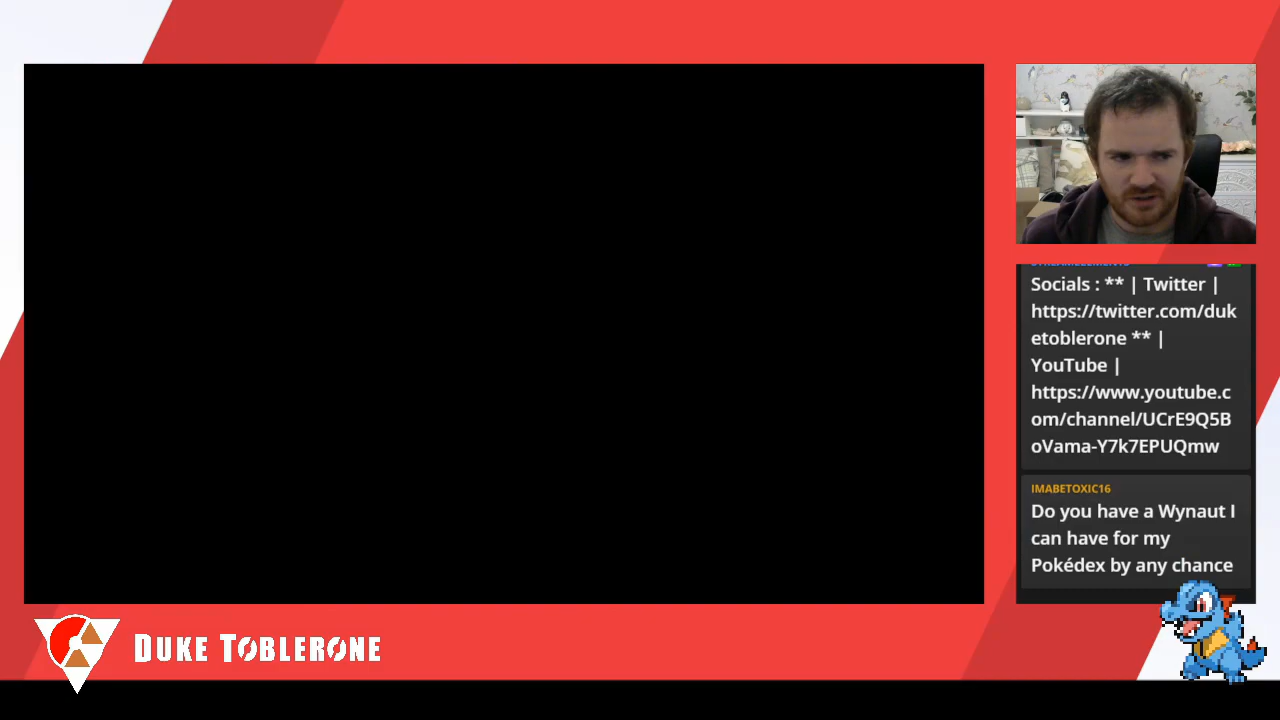 Socials : ** | Twitter |
https://twitter.com/duk
etoblerone ** |
YouTube |
https://www.youtube.c
om/channel/UCrE9Q5B
oVama-Y7k7EPUQmw
IMABETOXIC16
Do you have a Wynaut I
can have for my
Pokédex by any chance
DUKE TOBLERONE